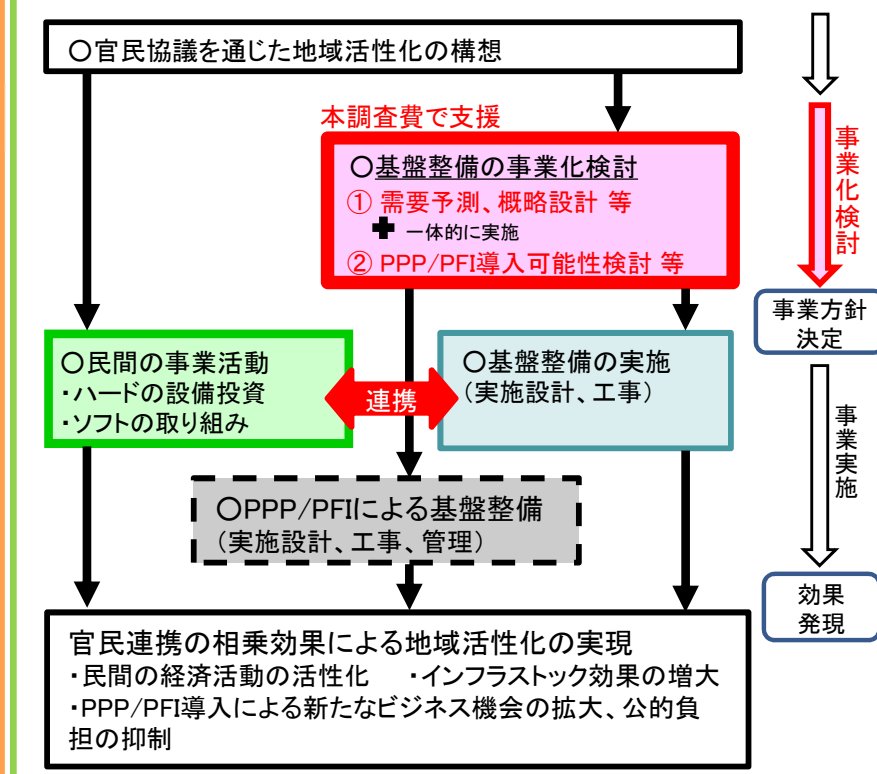 〇官民協議を通じた地域活性化の構想
本調査費で支援
〇基盤整備の事業化検討
① 需要予測、概略設計 等
✚ 一体的に実施
② PPP/PFI導入可能性検討 等
〇民間の事業活動
・ハードの設備投資
・ソフトの取り組み
連携
〇基盤整備の実施
(実施設計、工事)
〇PPP/PFIによる基盤整備
(実施設計、工事、管理)
官民連携の相乗効果による地域活性化の実現
・民間の経済活動の活性化　・インフラストック効果の増大
・PPP/PFI導入による新たなビジネス機会の拡大、公的負
担の抑制
事業化検討
事業方針
決定
事業実施
効果
発現